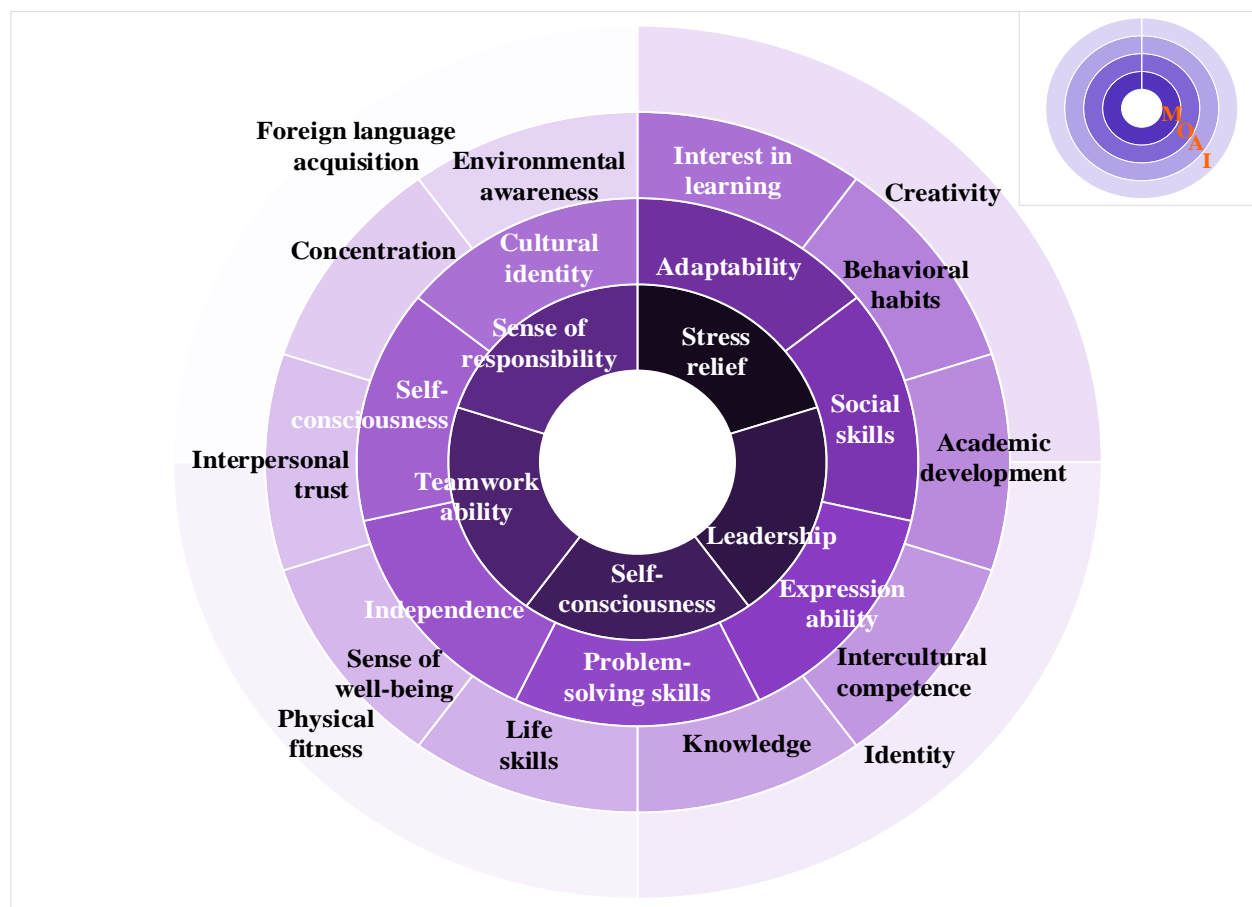 Foreign language
acquisition
Environmental
awareness
Interest in
learning
Creativity
Concentration
Cultural
identity
Adaptability
Behavioral
habits
Sense of
responsibility
Stress
relief
Self-
consciousness
Social
skills
Interpersonal
trust
Teamwork
ability
Academic
development
Leadership
Self-
consciousness
Independence
Expression
ability
Sense of
well-being
Problem-
solving skills
Intercultural
competence
Physical
fitness
Life
skills
Knowledge
Identity
M
O
A
I